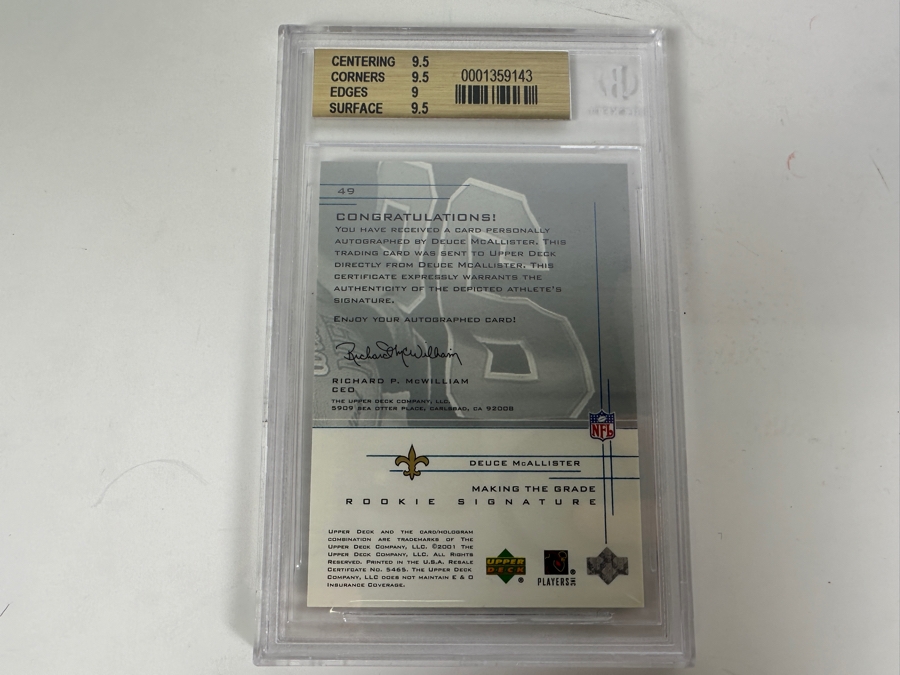 CENTERING 9.5
CORNERS 9.5
EDGES 9
SURFACE 9.5
0001359143
49
CONGRATULATIONS!
YOU HAVE RECEIVED A CARD PERSONALLY
AUTOGRAPHED BY DEUCE MCALLISTER. THIS
TRADING CARD WAS SENT TO UPPER DECK
DIRECTLY FROM DEUCE MCALLISTER. THIS
CERTIFICATE EXPRESSLY WARRANTS THE
AUTHENTICITY OF THE DEPICTED ATHLETE'S
SIGNATURE.
ENJOY YOUR AUTOGRAPHED CARD!
Richard McWilliam
RICHARD P. MCWILLIAM
CEO
THE UPPER DECK COMPANY, LLC.
5909 SEA OTTER PLACE, CARLSBAD, CA 92008
NFL
DEUCE MCALLISTER
MAKING THE GRADE
ROOKIE SIGNATURE
UPPER DECK AND THE CARD/HOLOGRAM
COMBINATION ARE TRADEMARKS OF THE
UPPER DECK COMPANY, LLC. ©2001 THE
UPPER DECK COMPANY, LLC. ALL RIGHTS
RESERVED. PRINTED IN THE U.S.A. RESALE
CERTIFCATE NO. 5465. THE UPPER DECK
COMPANY, LLC DOES NOT MAINTAIN E & O
INSURANCE COVERAGE.
UPPER DECK ®
PLAYERS INC ®